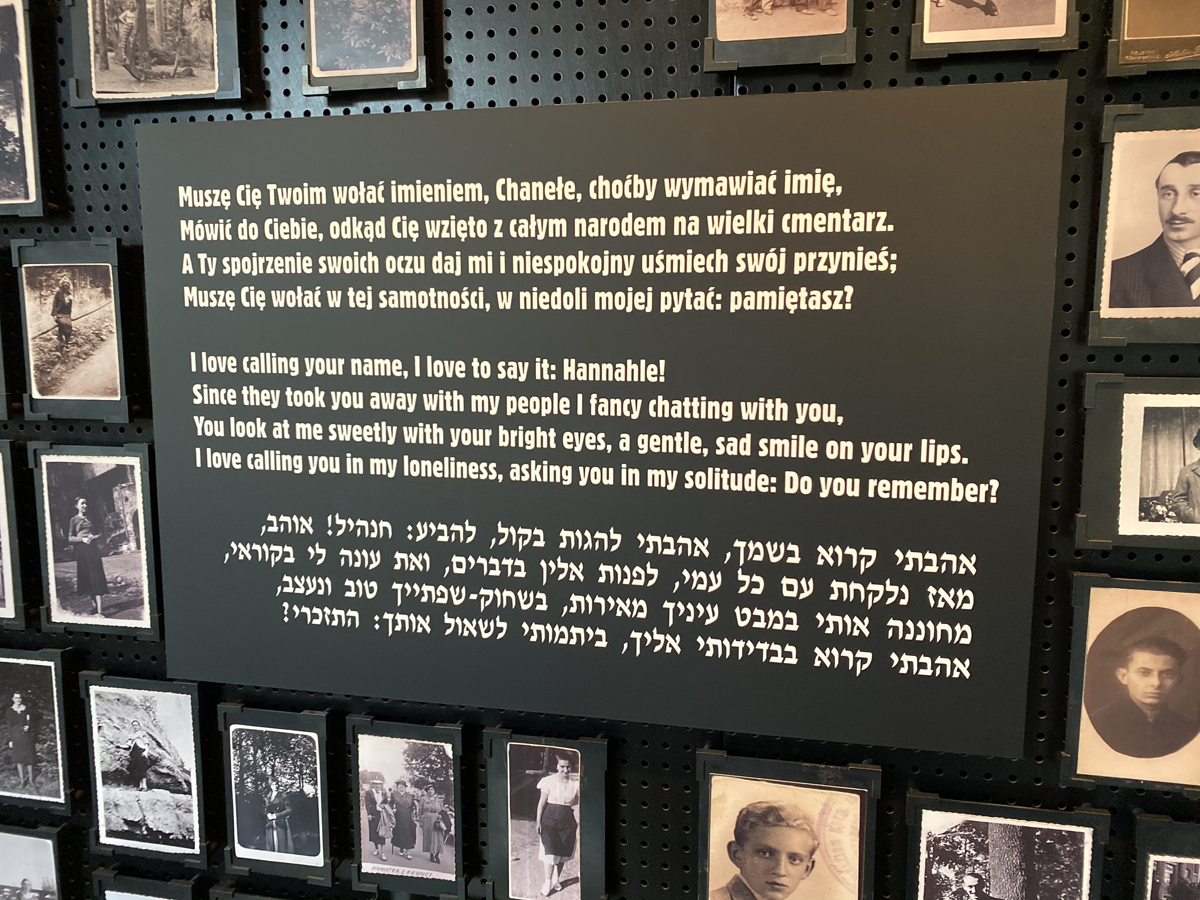 Muszę Cię Twoim wołać imieniem, Chanełe, choćby wymawiać imię,
Mówić do Ciebie, odkąd Cię wzięto z całym narodem na wielki cmentarz.
A Ty spojrzenie swoich oczu daj mi i niespokojny uśmiech swój przynieś;
Muszę Cię wołać w tej samotności, w niedoli mojej pytać: pamiętasz?
I love calling your name, I love to say it: Hannahle!
Since they took you away with my people I fancy chatting with you,
You look at me sweetly with your bright eyes, a gentle, sad smile on your lips.
I love calling you in my loneliness, asking you in my solitude: Do you remember?
אהבתי קרוא בשמך, אהבתי להגות בקול, להביע: חנהיל! אוהב,
מאז נלקחת עם כל עמי, לפנות אלין בדברים, ואת עונה לי בקוראי,
מחוננה אותי במבט עיניך מאירות, בשחוק-שפתייך טוב ונעצב,
אהבתי קרוא בבדידותי אליך, ביתמותי לשאול אותך: התזכרי?